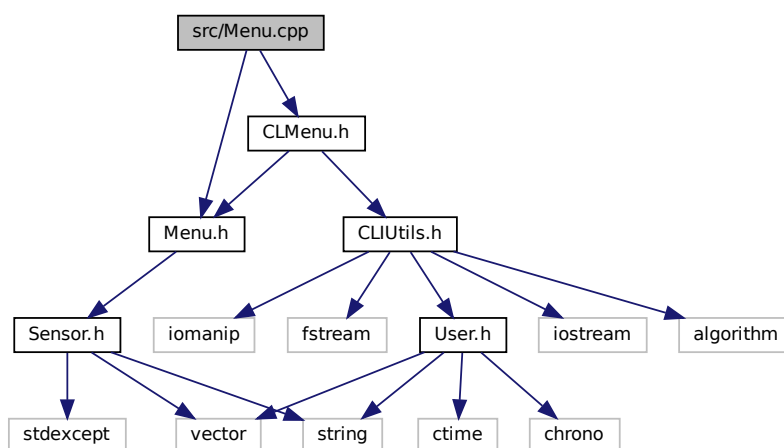 src/Menu.cpp
CLMenu.h
Menu.h
CLIUtils.h
Sensor.h
iomanip
fstream
User.h
iostream
algorithm
stdexcept
vector
string
ctime
chrono